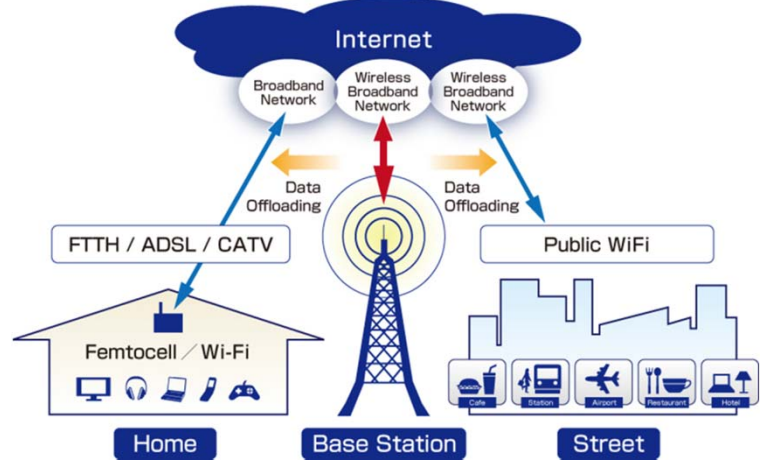 Internet
Broadband
Network
Wireless
Broadband
Network
Wireless
Broadband
Network
Data
Offloading
Data
Offloading
FTTH / ADSL / CATV
Public WiFi
Femtocell／Wi-Fi
Cafe
Station
Airport
Restaurant
Hotel
Home
Base Station
Street